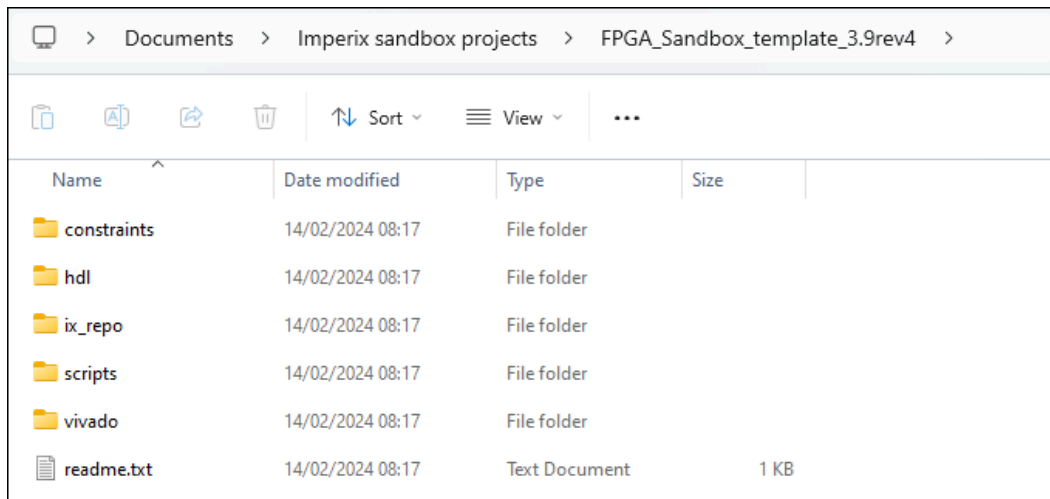 Documents > Imperix sandbox projects > FPGA_Sandbox_template_3.9rev4 >
Sort View
Name Date modified Type Size
constraints 14/02/2024 08:17 File folder
hdl 14/02/2024 08:17 File folder
ix_repo 14/02/2024 08:17 File folder
scripts 14/02/2024 08:17 File folder
vivado 14/02/2024 08:17 File folder
readme.txt 14/02/2024 08:17 Text Document 1 KB